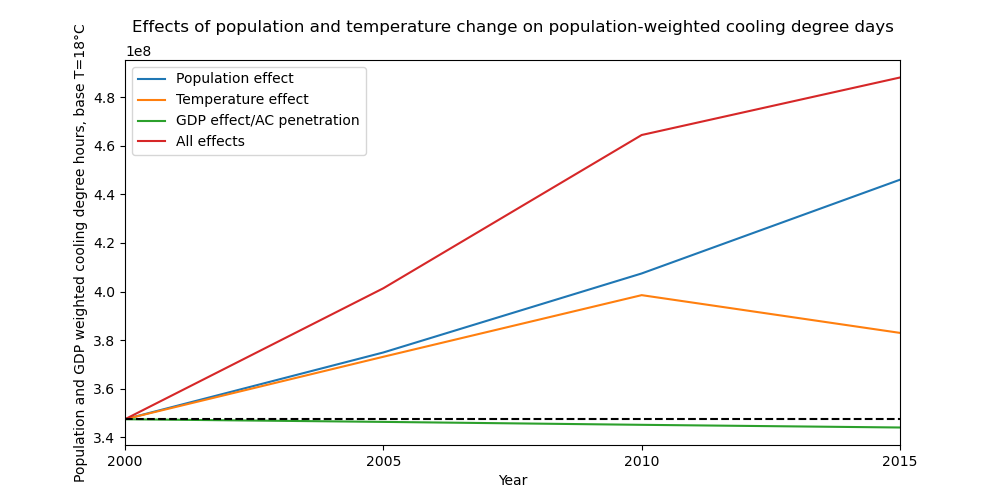 Effects of population and temperature change on population-weighted cooling degree days
1e8
Population and GDP weighted cooling degree hours, base T=18°C
4.8
4.6
4.4
4.2
4.0
3.8
3.6
3.4
Population effect
Temperature effect
GDP effect/AC penetration
All effects
2000
2005
2010
2015
Year